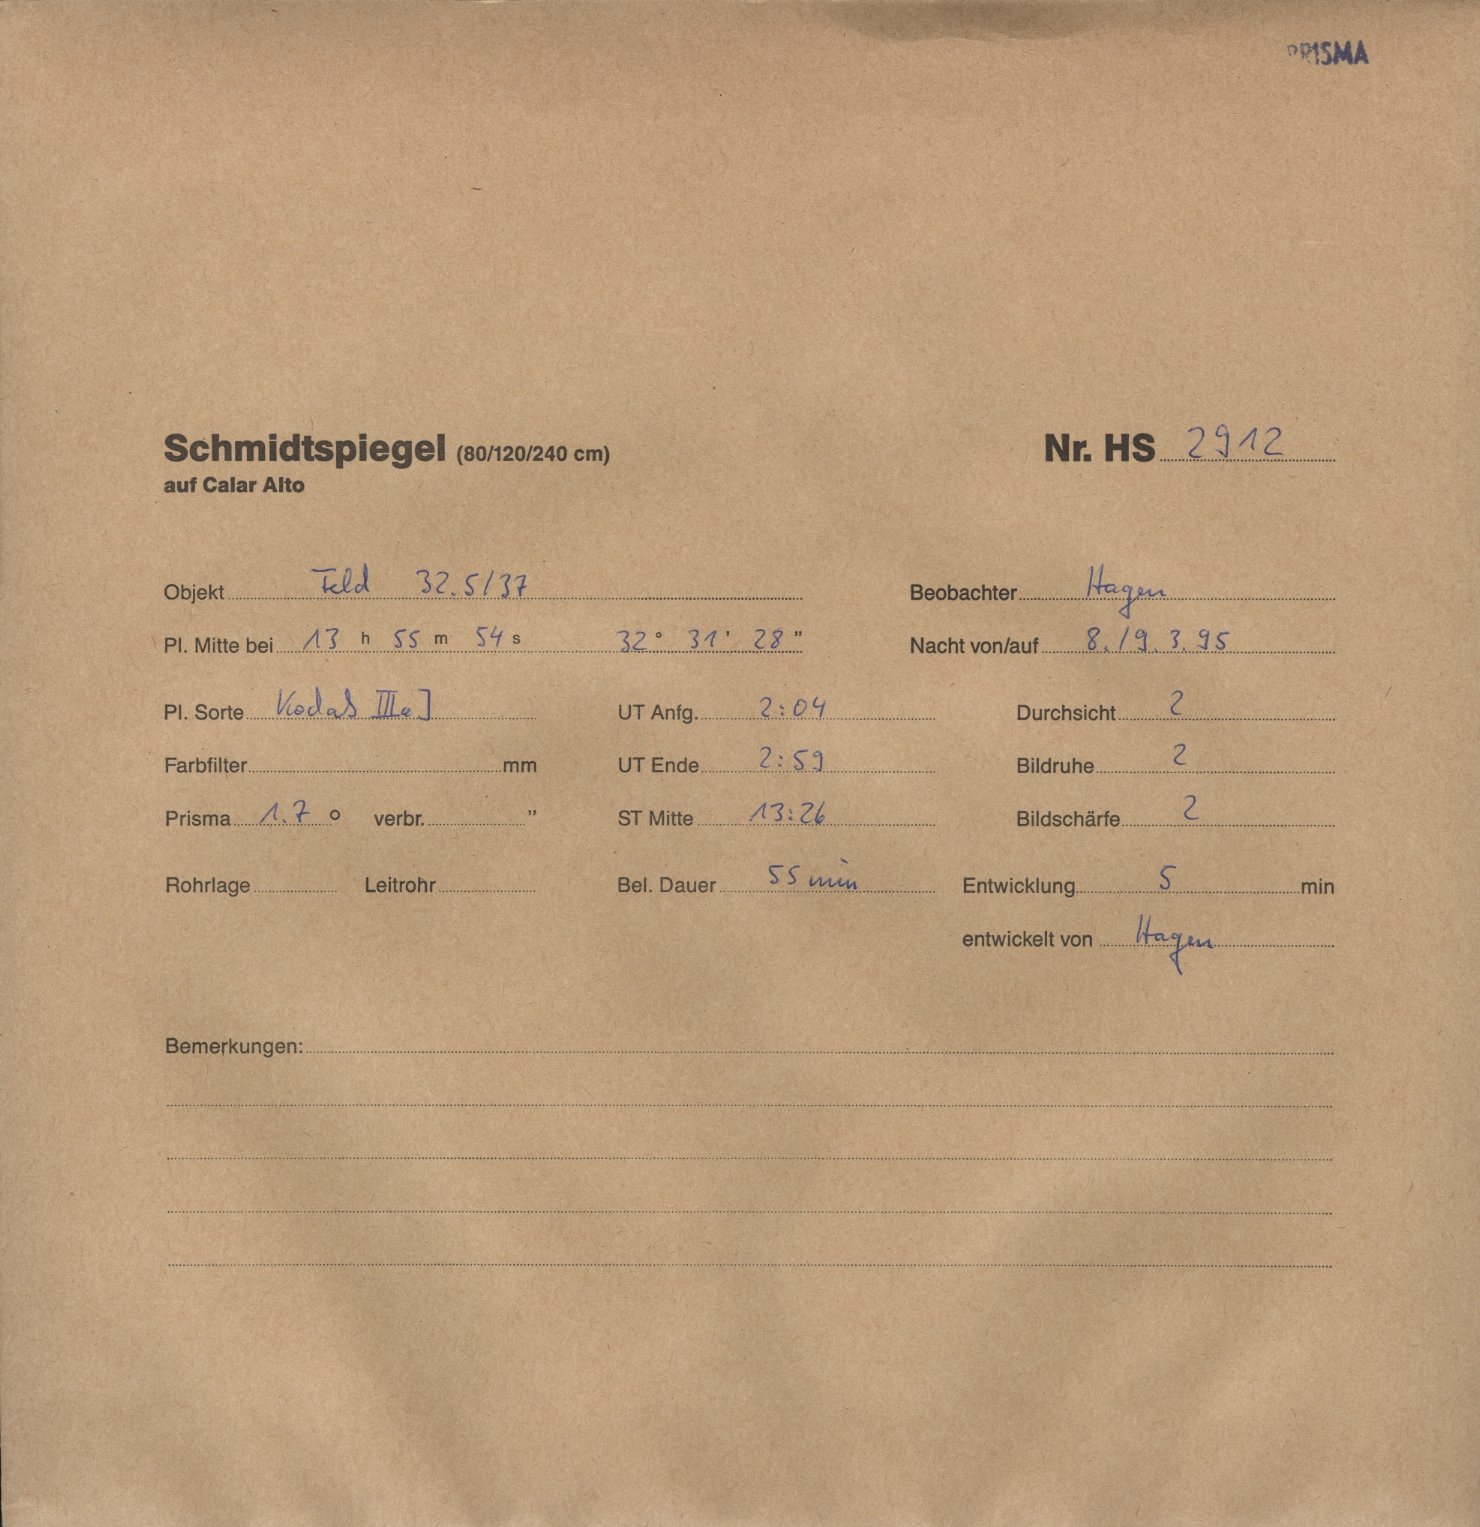 PRISMA
Schmidtspiegel (80/120/240 cm) Nr. HS 2912
auf Calar Alto
Objekt Feld 32.5/37 Beobachter Hagen
Pl. Mitte bei 13 h 55 m 54 s 32° 31' 28" Nacht von/auf 8./9.3.95
Pl. Sorte Kodak IIIaJ UT Anfg. 2:04 Durchsicht 2
Farbfilter mm UT Ende 2:59 Bildruhe 2
Prisma 1.7 ° verbr. " ST Mitte 13:26 Bildschärfe 2
Rohrlage Leitrohr Bel. Dauer 55 min Entwicklung 5 min
entwickelt von Hagen
Bemerkungen: